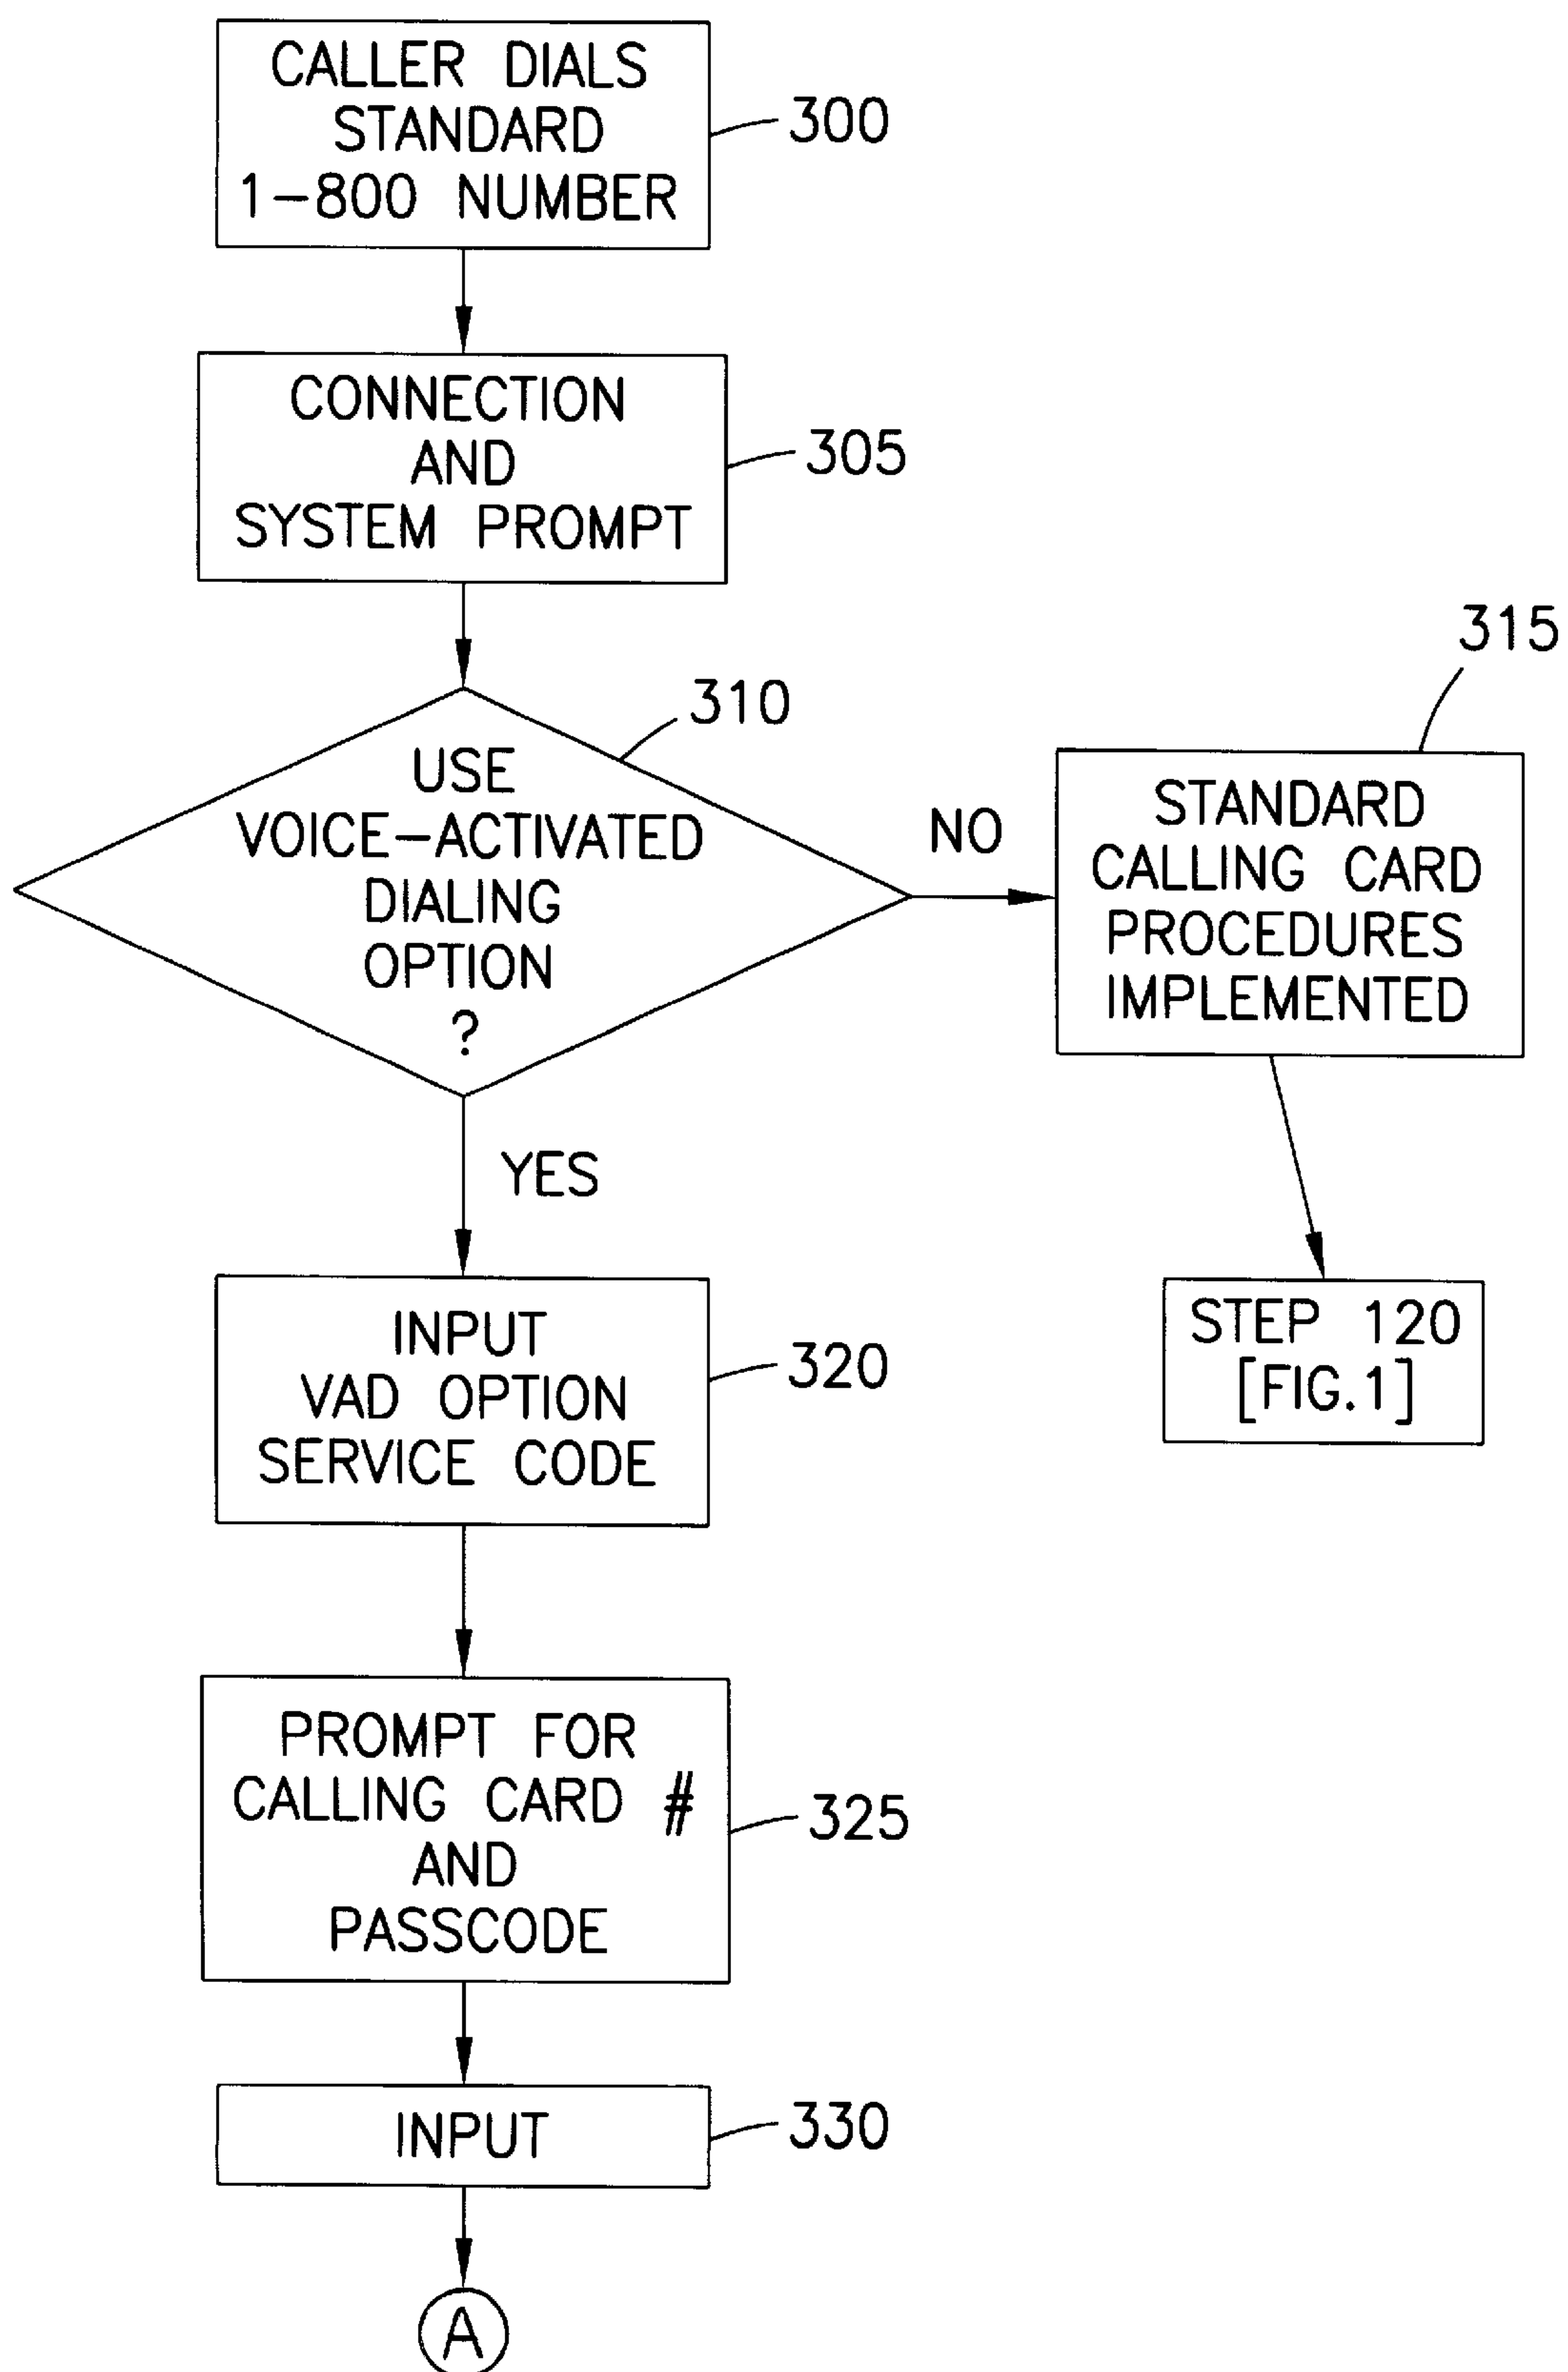 CALLER DIALS
STANDARD
1-800 NUMBER
300
CONNECTION
AND
SYSTEM PROMPT
305
310
USE
VOICE-ACTIVATED
DIALING
OPTION
?
NO
315
STANDARD
CALLING CARD
PROCEDURES
IMPLEMENTED
YES
STEP 120
[FIG.1]
INPUT
VAD OPTION
SERVICE CODE
320
PROMPT FOR
CALLING CARD #
AND
PASSCODE
325
INPUT
330
A